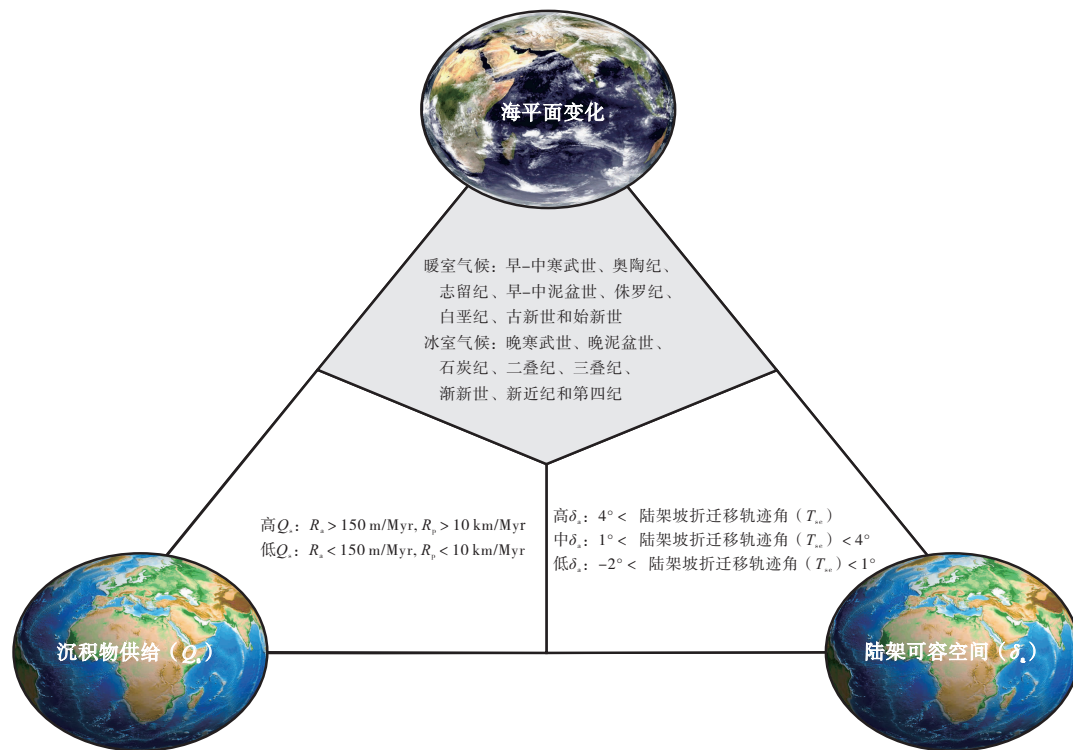 海平面变化
暖室气候：早-中寒武世、奥陶纪、
志留纪、早-中泥盆世、侏罗纪、
白垩纪、古新世和始新世
冰室气候：晚寒武世、晚泥盆世、
石炭纪、二叠纪、三叠纪、
渐新世、新近纪和第四纪
高Qs：Ra > 150 m/Myr, Rp > 10 km/Myr
低Qs：Ra < 150 m/Myr, Rp < 10 km/Myr
高δa：4° < 陆架坡折迁移轨迹角（Tse）
中δa：1° < 陆架坡折迁移轨迹角（Tse）< 4°
低δa：-2° < 陆架坡折迁移轨迹角（Tse）< 1°
沉积物供给（Qs）
陆架可容空间（δa）